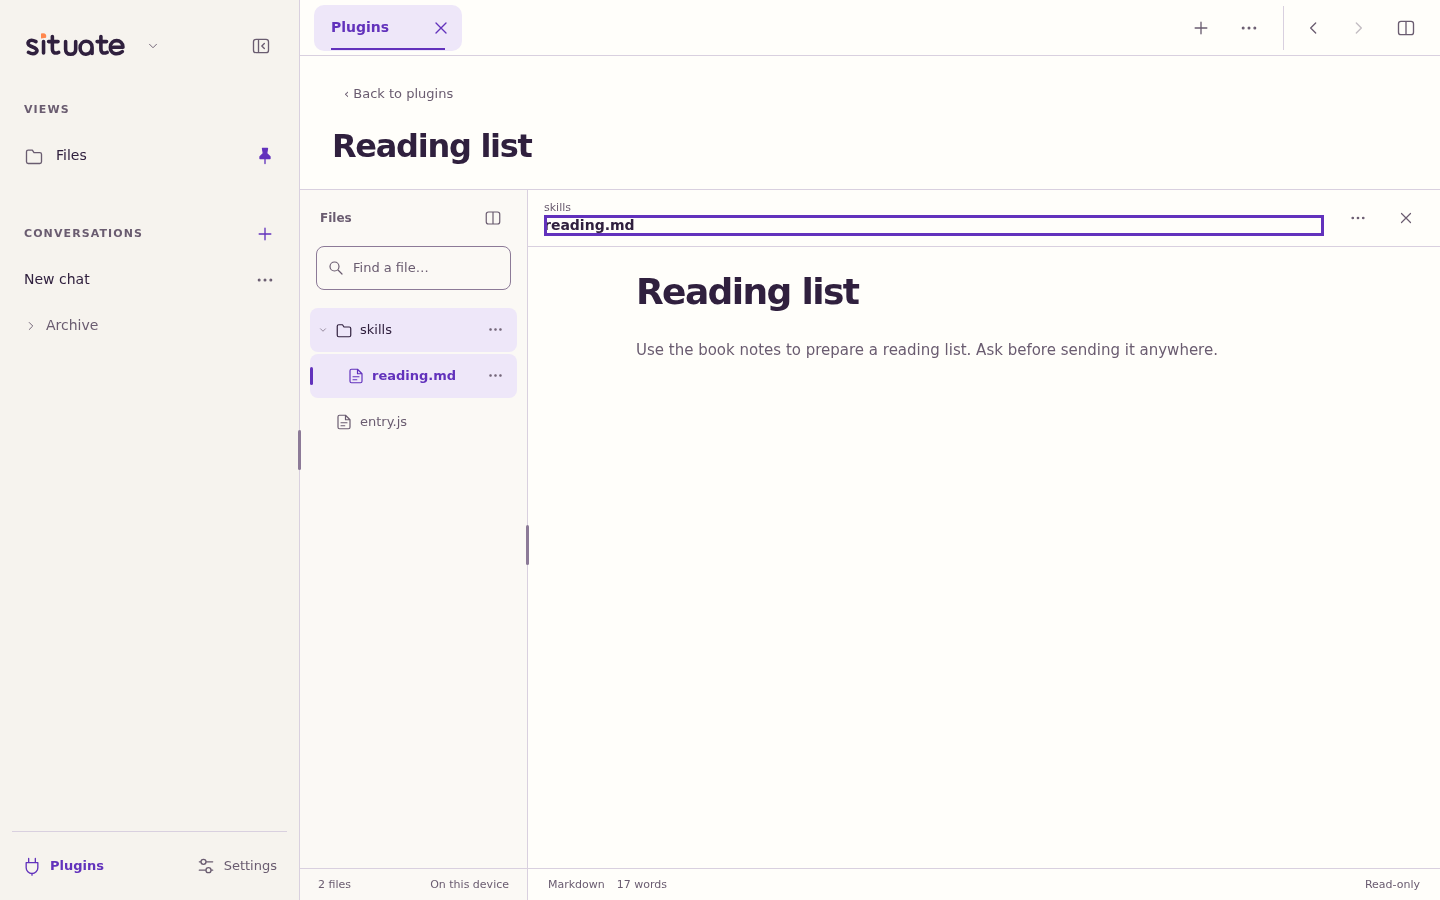 situate
VIEWS
Files
CONVERSATIONS
New chat
Archive
Plugins
Settings
Plugins
‹ Back to plugins
Reading list
Files
Find a file...
skills
reading.md
entry.js
2 files
On this device
skills
reading.md
Reading list
Use the book notes to prepare a reading list. Ask before sending it anywhere.
Markdown 17 words
Read-only